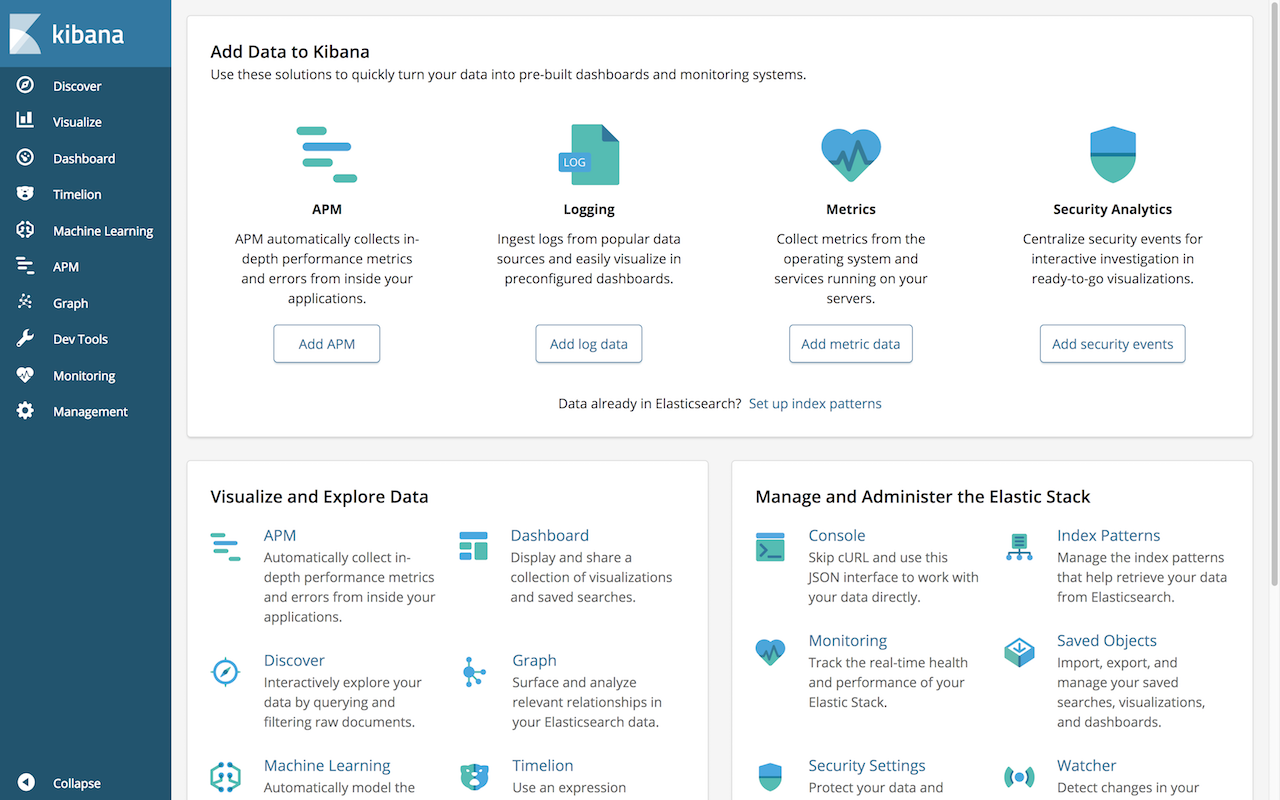 kibana
Discover
Visualize
Dashboard
Timelion
Machine Learning
APM
Graph
Dev Tools
Monitoring
Management
Collapse
Add Data to Kibana
Use these solutions to quickly turn your data into pre-built dashboards and monitoring systems.
APM
APM automatically collects in-
depth performance metrics
and errors from inside your
applications.
Add APM
LOG
Logging
Ingest logs from popular data
sources and easily visualize in
preconfigured dashboards.
Add log data
Metrics
Collect metrics from the
operating system and
services running on your
servers.
Add metric data
Security Analytics
Centralize security events for
interactive investigation in
ready-to-go visualizations.
Add security events
Data already in Elasticsearch? Set up index patterns
Visualize and Explore Data
APM
Automatically collect in-
depth performance metrics
and errors from inside your
applications.
Dashboard
Display and share a
collection of visualizations
and saved searches.
Discover
Interactively explore your
data by querying and
filtering raw documents.
Graph
Surface and analyze
relevant relationships in
your Elasticsearch data.
Machine Learning
Automatically model the
Timelion
Use an expression
Manage and Administer the Elastic Stack
Console
Skip cURL and use this
JSON interface to work with
your data directly.
Index Patterns
Manage the index patterns
that help retrieve your data
from Elasticsearch.
Monitoring
Track the real-time health
and performance of your
Elastic Stack.
Saved Objects
Import, export, and
manage your saved
searches, visualizations,
and dashboards.
Security Settings
Protect your data and
Watcher
Detect changes in your